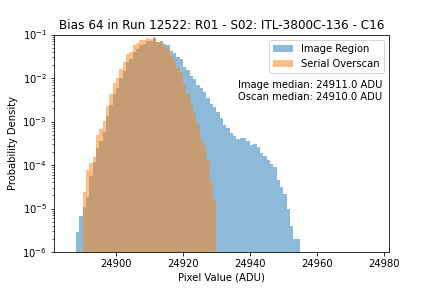 Bias 64 in Run 12522: R01 - S02: ITL-3800C-136 - C16
Image Region
Serial Overscan
Image median: 24911.0 ADU
Oscan median: 24910.0 ADU
Probability Density
10⁻¹
10⁻²
10⁻³
10⁻⁴
10⁻⁵
10⁻⁶
24900 24920 24940 24960 24980
Pixel Value (ADU)